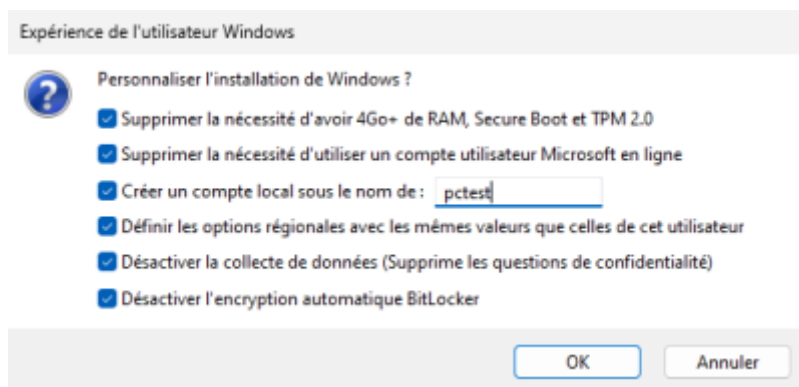 Expérience de l'utilisateur Windows
Personnaliser l'installation de Windows ?
Supprimer la nécessité d'avoir 4Go+ de RAM, Secure Boot et TPM 2.0
Supprimer la nécessité d'utiliser un compte utilisateur Microsoft en ligne
Créer un compte local sous le nom de : pctest
Définir les options régionales avec les mêmes valeurs que celles de cet utilisateur
Désactiver la collecte de données (Supprime les questions de confidentialité)
Désactiver l'encryption automatique BitLocker
OK Annuler